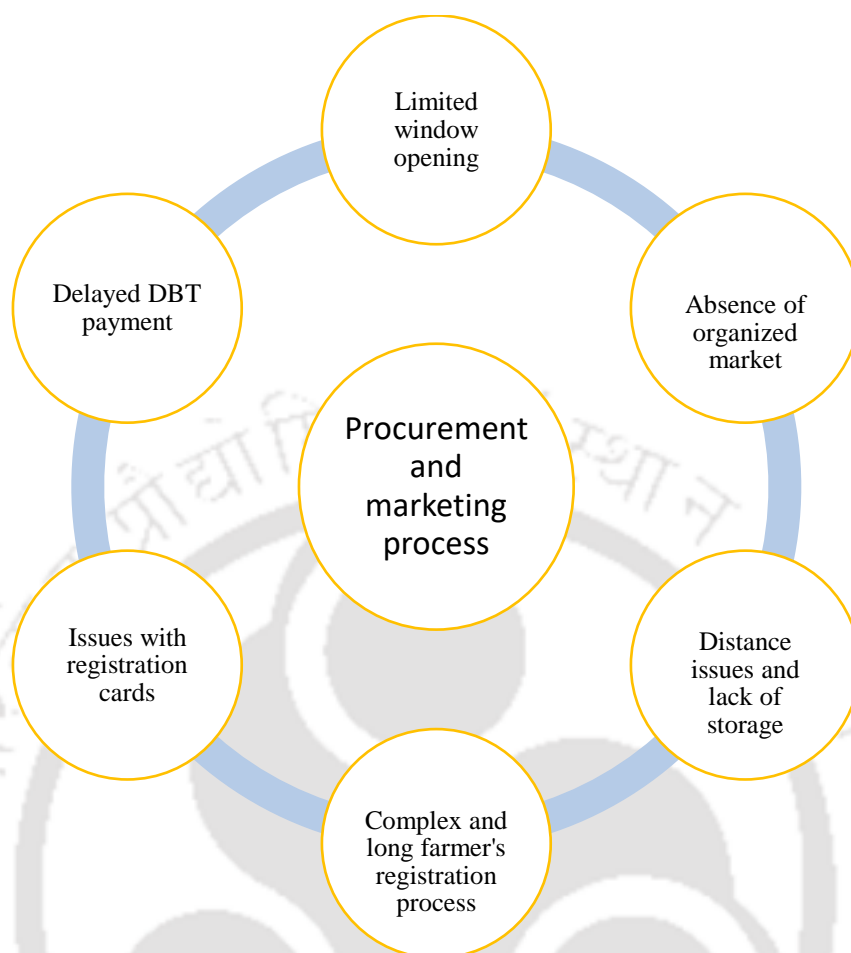 Limited
window
opening
Absence of
organized
market
Distance
issues and
lack of
storage
Complex and
long farmer's
registration
process
Issues with
registration
cards
Delayed DBT
payment
Procurement
and
marketing
process